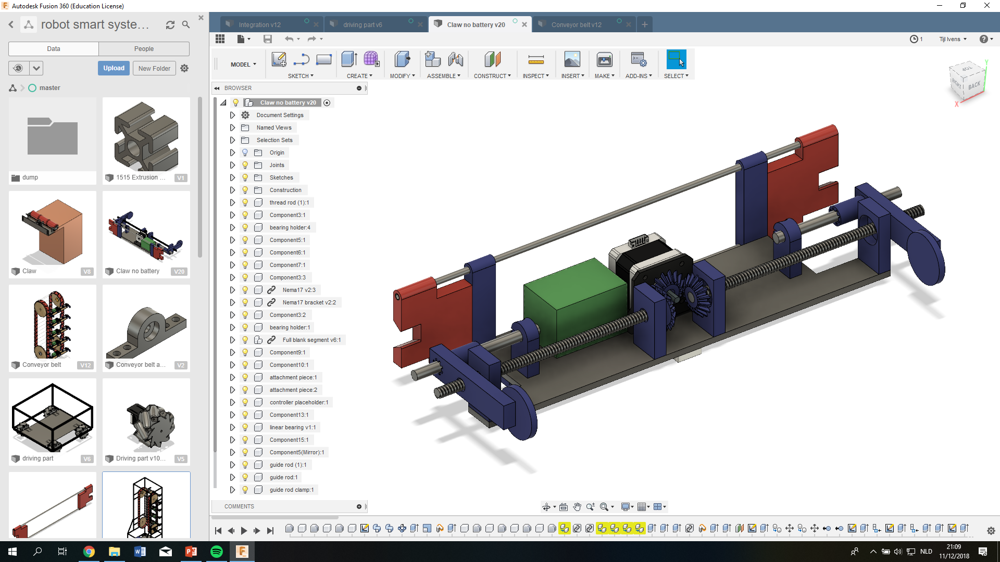 Autodesk Fusion 360 (Education License)
robot smart syste...
Data
People
Upload
New Folder
master
dump
1515 Extrusion ...
V1
Claw
V8
Claw no battery
V20
Conveyor belt
V12
Conveyor belt a...
V2
driving part
V6
Driving part v10...
V5
Integration v12
driving part v6
Claw no battery v20
Conveyor belt v12
1
Tijl Ivens
MODEL
SKETCH
CREATE
MODIFY
ASSEMBLE
CONSTRUCT
INSPECT
INSERT
MAKE
ADD-INS
SELECT
BROWSER
Claw no battery v20
Document Settings
Named Views
Selection Sets
Origin
Joints
Sketches
Construction
thread rod (1):1
Component3:1
bearing holder:4
Component5:1
Component6:1
Component7:1
Component3:3
Nema17 v2:3
Nema17 bracket v2:2
Component3:2
bearing holder:1
Full blank segment v6:1
Component9:1
Component10:1
attachment piece:1
attachment piece:2
controller placeholder:1
Component13:1
linear bearing v1:1
Component15:1
Component5(Mirror):1
guide rod (1):1
guide rod:1
guide rod clamp:1
COMMENTS
TOP
RIGHT
BACK
Y
X
NLD
21:09
11/12/2018